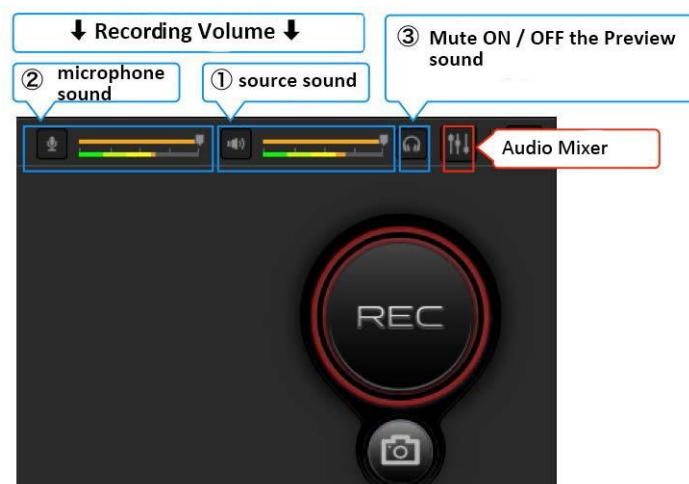 ⬇ Recording Volume ⬇
② microphone
sound
① source sound
③ Mute ON / OFF the Preview
sound
Audio Mixer
REC